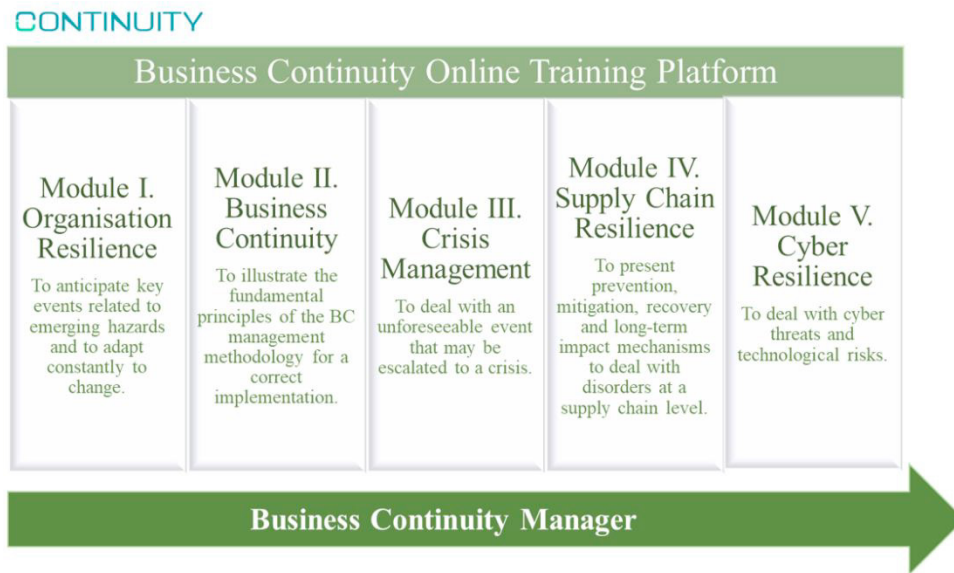 CONTINUITY
Business Continuity Online Training Platform
Module I.
Organisation
Resilience
To anticipate key
events related to
emerging hazards
and to adapt
constantly to
change.
Module II.
Business
Continuity
To illustrate the
fundamental
principles of the BC
management
methodology for a
correct
implementation.
Module III.
Crisis
Management
To deal with an
unforeseeable event
that may be
escalated to a crisis.
Module IV.
Supply Chain
Resilience
To present
prevention,
mitigation, recovery
and long-term
impact mechanisms
to deal with
disorders at a
supply chain level.
Module V.
Cyber
Resilience
To deal with cyber
threats and
technological risks.
Business Continuity Manager